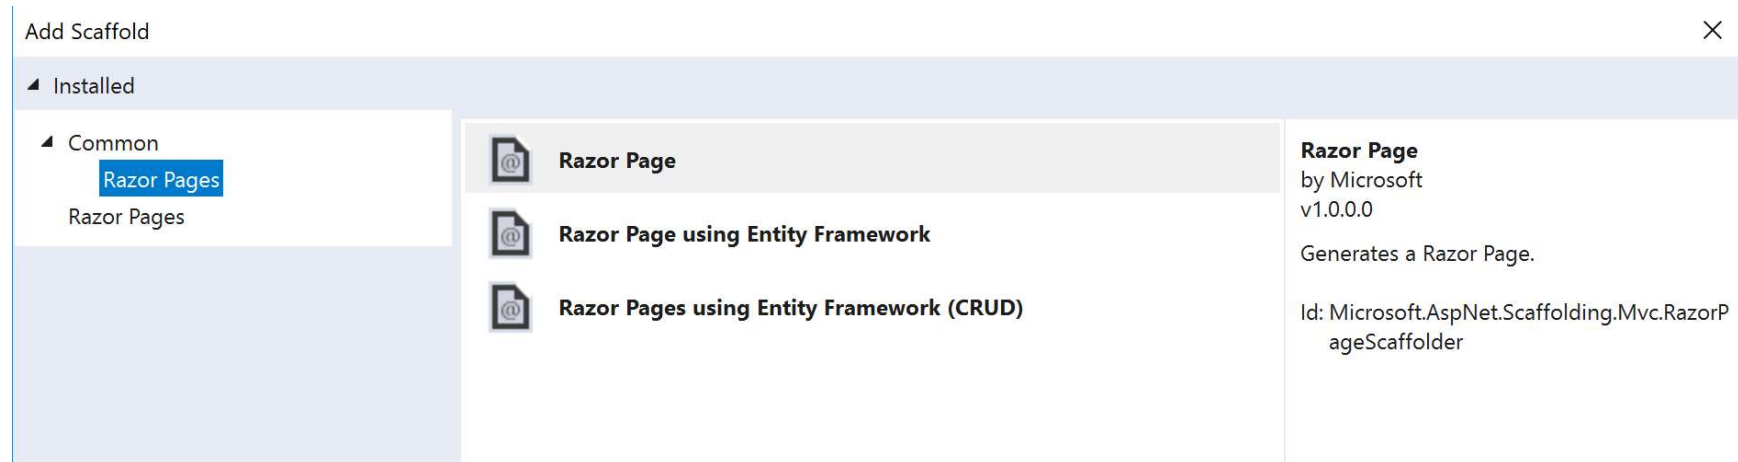 Add Scaffold
Installed
Common
Razor Pages
Razor Pages
Razor Page
Razor Page using Entity Framework
Razor Pages using Entity Framework (CRUD)
Razor Page
by Microsoft
v1.0.0.0
Generates a Razor Page.
Id: Microsoft.AspNet.Scaffolding.Mvc.RazorP
ageScaffolder